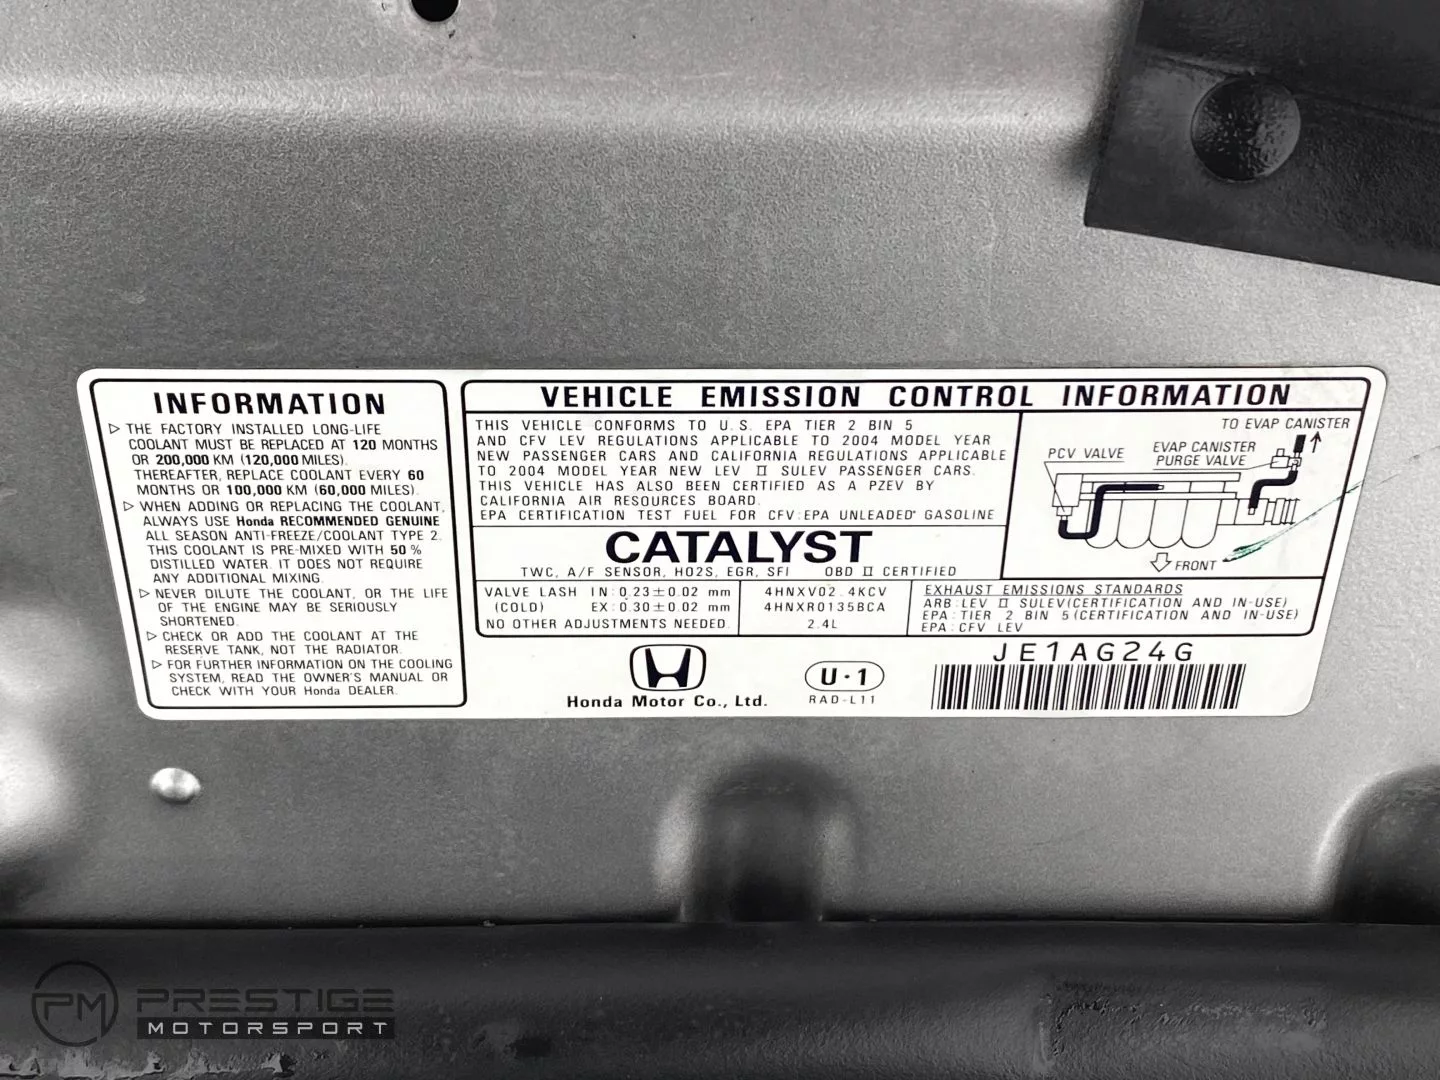 INFORMATION
▷ THE FACTORY INSTALLED LONG-LIFE
COOLANT MUST BE REPLACED AT 120 MONTHS
OR 200,000 KM (120,000 MILES).
THEREAFTER, REPLACE COOLANT EVERY 60
MONTHS OR 100,000 KM (60,000 MILES).
▷ WHEN ADDING OR REPLACING THE COOLANT,
ALWAYS USE Honda RECOMMENDED GENUINE
ALL SEASON ANTI-FREEZE/COOLANT TYPE 2.
THIS COOLANT IS PRE-MIXED WITH 50 %
DISTILLED WATER. IT DOES NOT REQUIRE
ANY ADDITIONAL MIXING.
▷ NEVER DILUTE THE COOLANT, OR THE LIFE
OF THE ENGINE MAY BE SERIOUSLY
SHORTENED.
▷ CHECK OR ADD THE COOLANT AT THE
RESERVE TANK, NOT THE RADIATOR.
▷ FOR FURTHER INFORMATION ON THE COOLING
SYSTEM, READ THE OWNER'S MANUAL OR
CHECK WITH YOUR Honda DEALER.
VEHICLE EMISSION CONTROL INFORMATION
THIS VEHICLE CONFORMS TO U.S. EPA TIER 2 BIN 5
AND CFV LEV REGULATIONS APPLICABLE TO 2004 MODEL YEAR
NEW PASSENGER CARS AND CALIFORNIA REGULATIONS APPLICABLE
TO 2004 MODEL YEAR NEW LEV II SULEV PASSENGER CARS.
THIS VEHICLE HAS ALSO BEEN CERTIFIED AS A PZEV BY
CALIFORNIA AIR RESOURCES BOARD.
EPA CERTIFICATION TEST FUEL FOR CFV:EPA UNLEADED* GASOLINE
CATALYST
TWC, A/F SENSOR, HO2S, EGR, SFI OBD II CERTIFIED
VALVE LASH IN:0.23±0.02 mm
(COLD) EX:0.30±0.02 mm
NO OTHER ADJUSTMENTS NEEDED.
4HNXV02.4KCV
4HNXR0135BCA
2.4L
TO EVAP CANISTER
PCV VALVE
EVAP CANISTER
PURGE VALVE
FRONT
EXHAUST EMISSIONS STANDARDS
ARB:LEV II SULEV(CERTIFICATION AND IN-USE)
EPA:TIER 2 BIN 5(CERTIFICATION AND IN-USE)
EPA:CFV LEV
Honda Motor Co., Ltd.
U·1
RAD-L11
JE1AG24G
PM PRESTIGE
MOTORSPORT